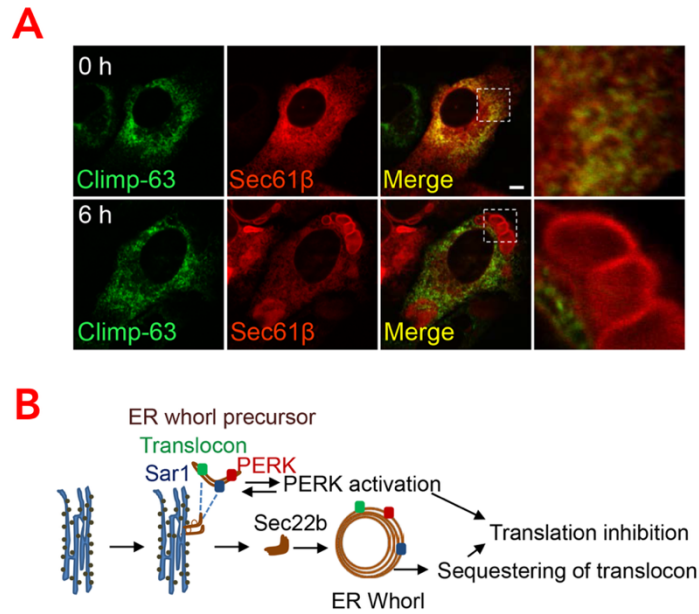 A
0 h
Climp-63
Sec61β
Merge
6 h
Climp-63
Sec61β
Merge
B
ER whorl precursor
Translocon
Sar1
PERK
PERK activation
Sec22b
Translation inhibition
Sequestering of translocon
ER Whorl